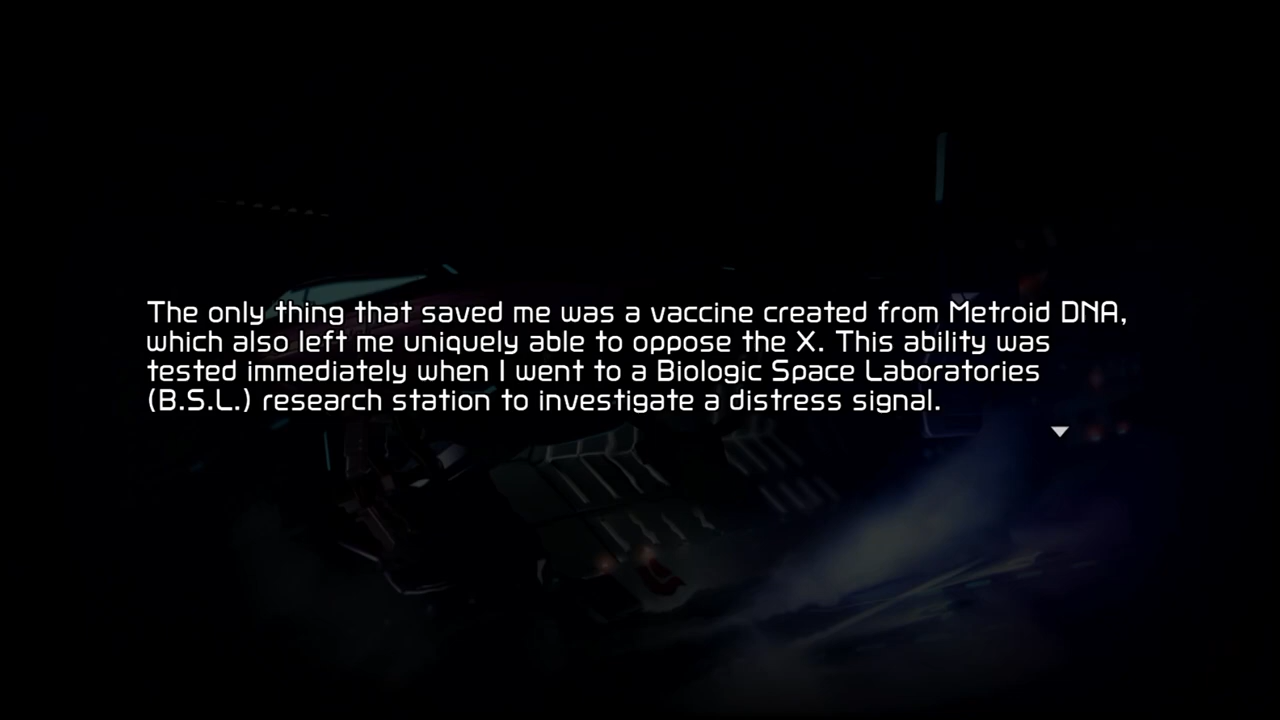 The only thing that saved me was a vaccine created from Metroid DNA,
which also left me uniquely able to oppose the X. This ability was
tested immediately when I went to a Biologic Space Laboratories
(B.S.L.) research station to investigate a distress signal.